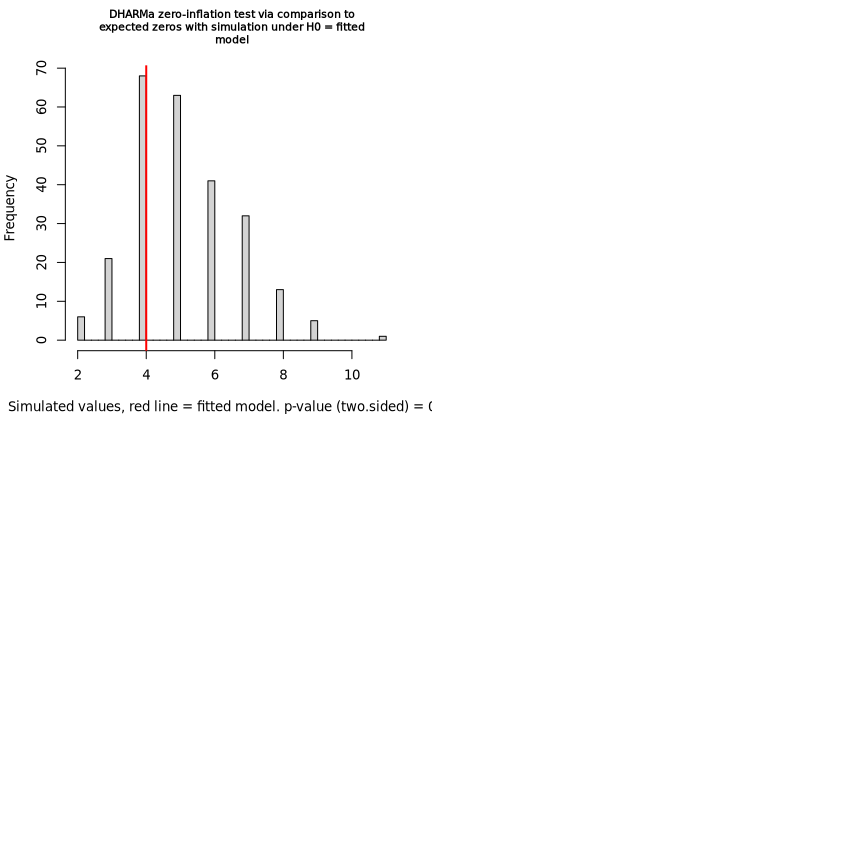 DHARMa zero-inflation test via comparison to
expected zeros with simulation under H0 = fitted
model
Frequency
70
60
50
40
30
20
10
0
2 4 6 8 10
Simulated values, red line = fitted model. p-value (two.sided) =